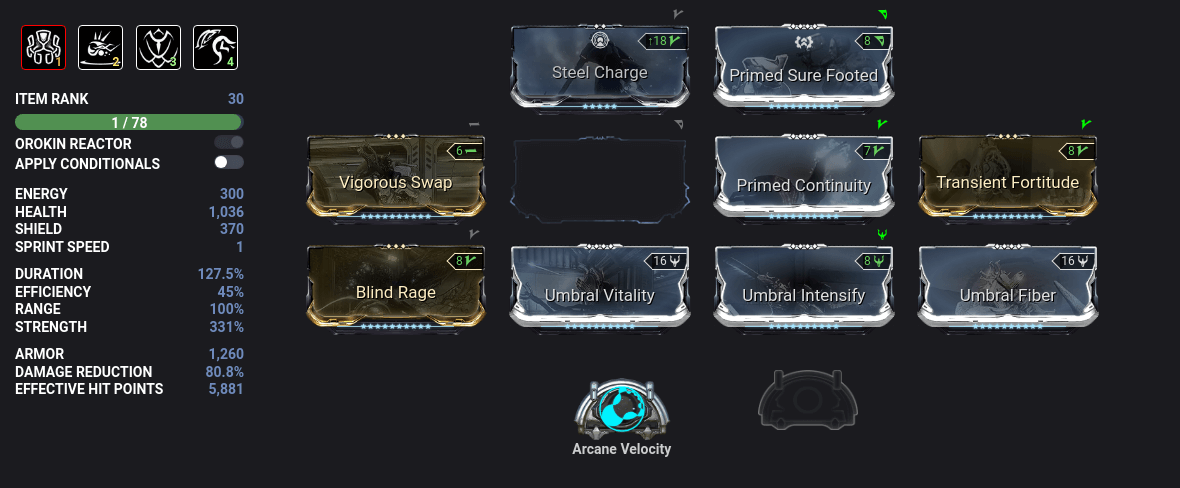 1
2
3
4
ITEM RANK 30
1 / 78
OROKIN REACTOR
APPLY CONDITIONALS
ENERGY 300
HEALTH 1,036
SHIELD 370
SPRINT SPEED 1
DURATION 127.5%
EFFICIENCY 45%
RANGE 100%
STRENGTH 331%
ARMOR 1,260
DAMAGE REDUCTION 80.8%
EFFECTIVE HIT POINTS 5,881
↑18
Steel Charge
8
Primed Sure Footed
6
Vigorous Swap
7
Primed Continuity
8
Transient Fortitude
8
Blind Rage
16
Umbral Vitality
8
Umbral Intensify
16
Umbral Fiber
Arcane Velocity